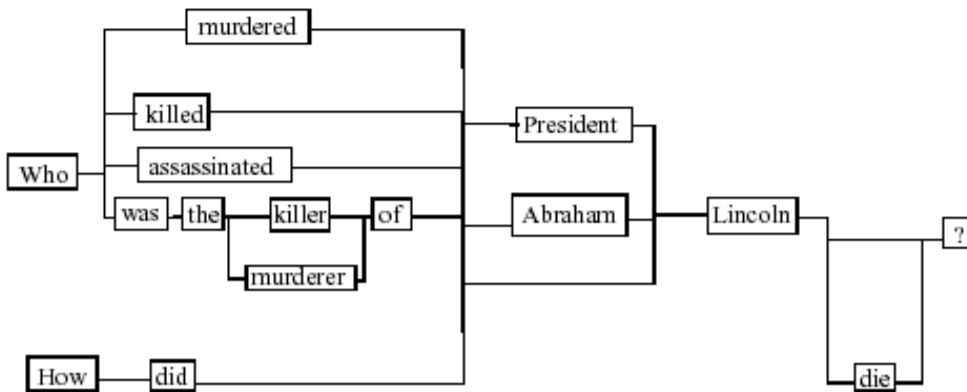 murdered
killed
President
assassinated
Who
was the killer of Abraham Lincoln ?
murderer
How did die